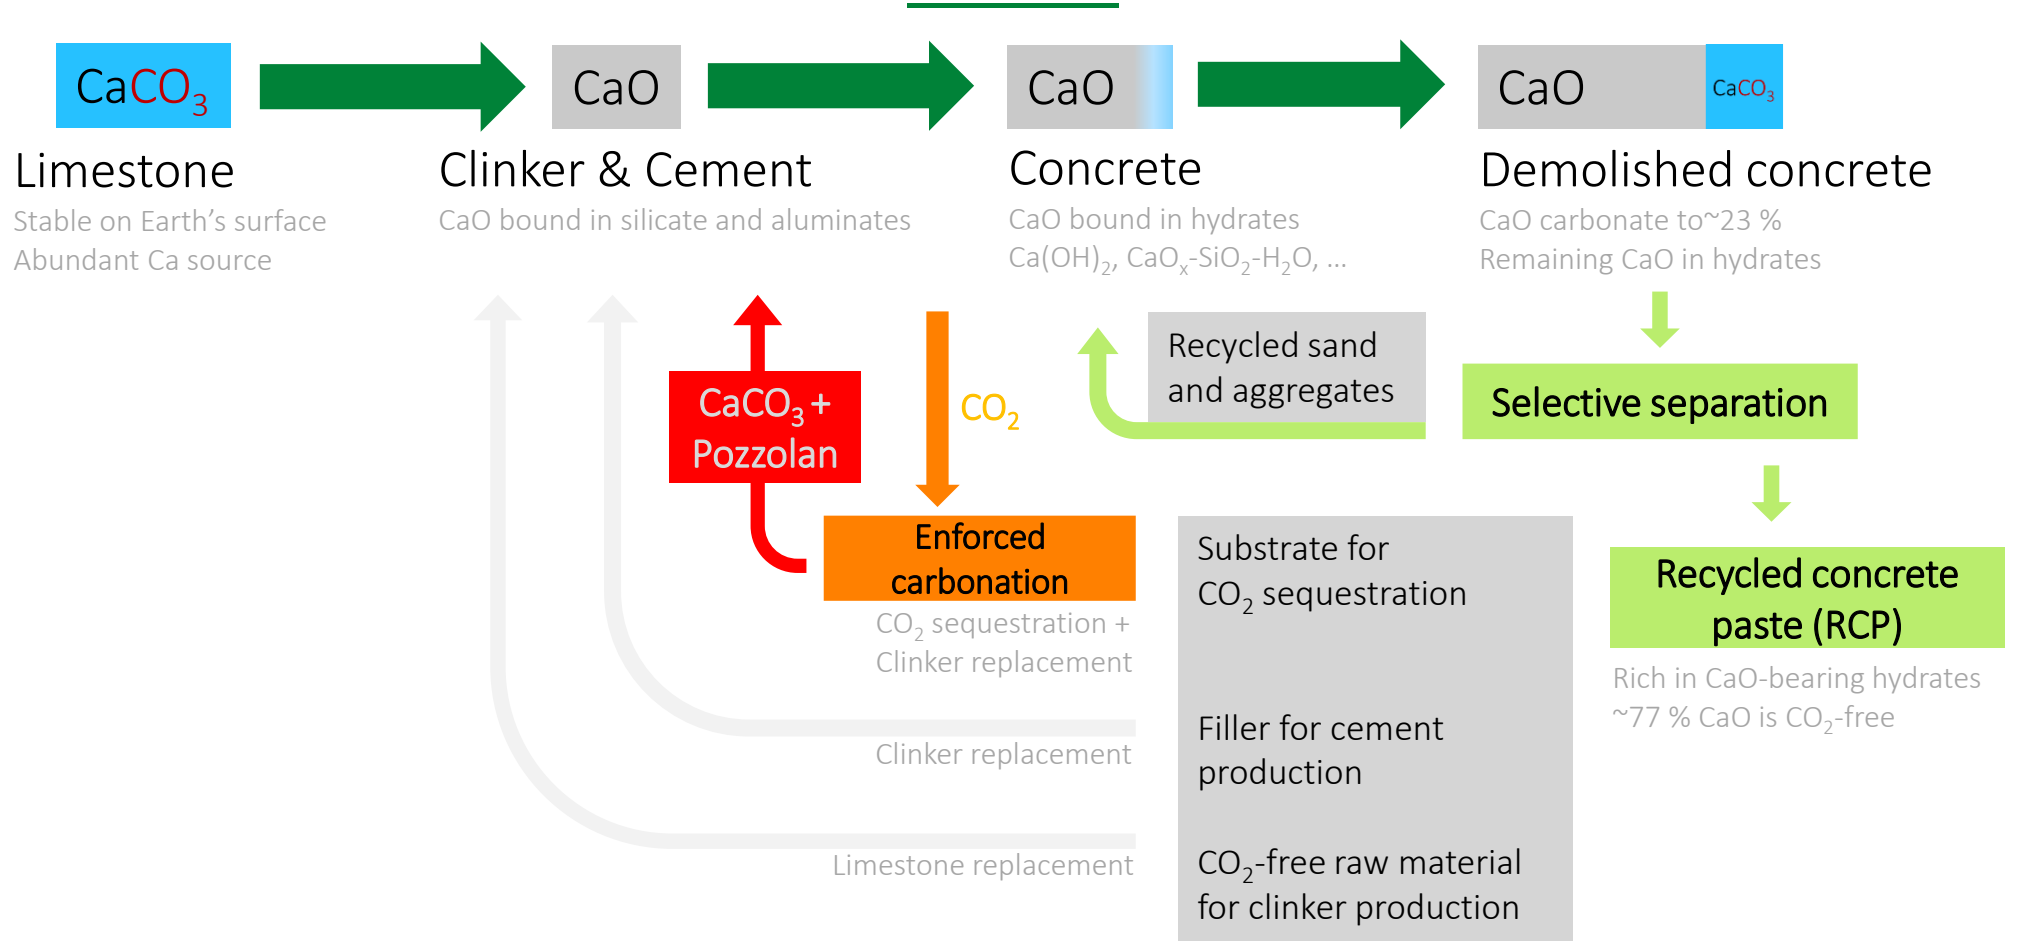 CaCO₃
CaO
CaO
CaO
CaCO₃
Limestone
Stable on Earth's surface
Abundant Ca source
Clinker & Cement
CaO bound in silicate and aluminates
Concrete
CaO bound in hydrates
Ca(OH)₂, CaOₓ-SiO₂-H₂O, ...
Demolished concrete
CaO carbonate to~23 %
Remaining CaO in hydrates
Recycled sand
and aggregates
Selective separation
CaCO₃ +
Pozzolan
CO₂
Enforced
carbonation
CO₂ sequestration +
Clinker replacement
Substrate for
CO₂ sequestration
Recycled concrete
paste (RCP)
Rich in CaO-bearing hydrates
~77 % CaO is CO₂-free
Clinker replacement
Filler for cement
production
Limestone replacement
CO₂-free raw material
for clinker production